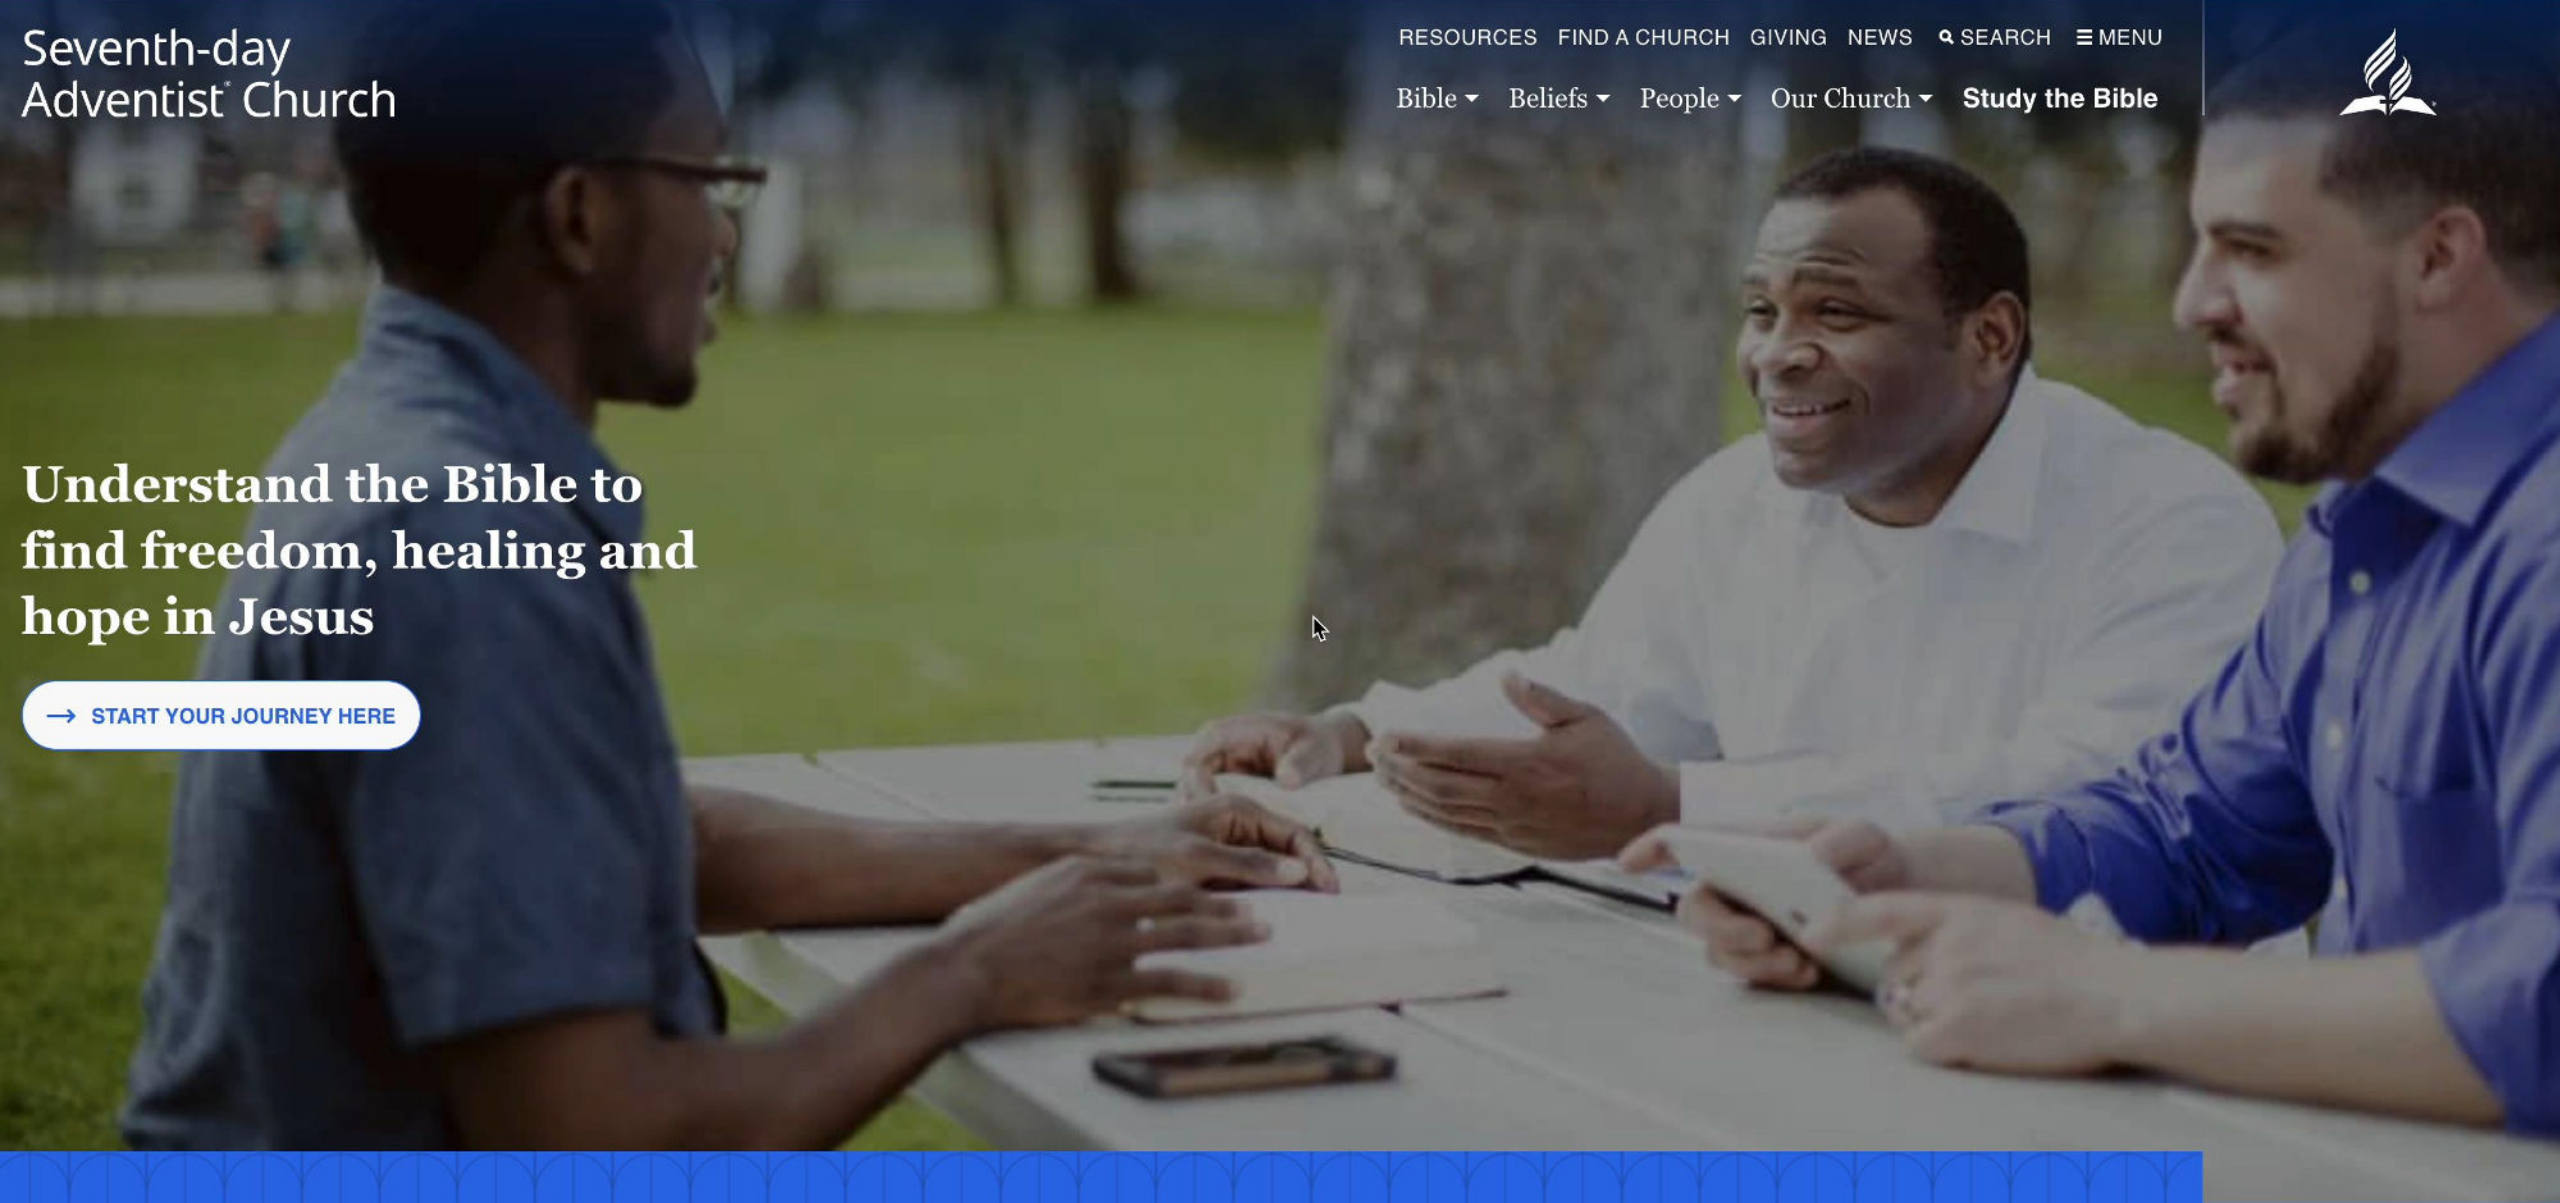 Seventh-day
Adventist® Church
RESOURCES FIND A CHURCH GIVING NEWS SEARCH MENU
Bible Beliefs People Our Church Study the Bible
Understand the Bible to
find freedom, healing and
hope in Jesus
START YOUR JOURNEY HERE